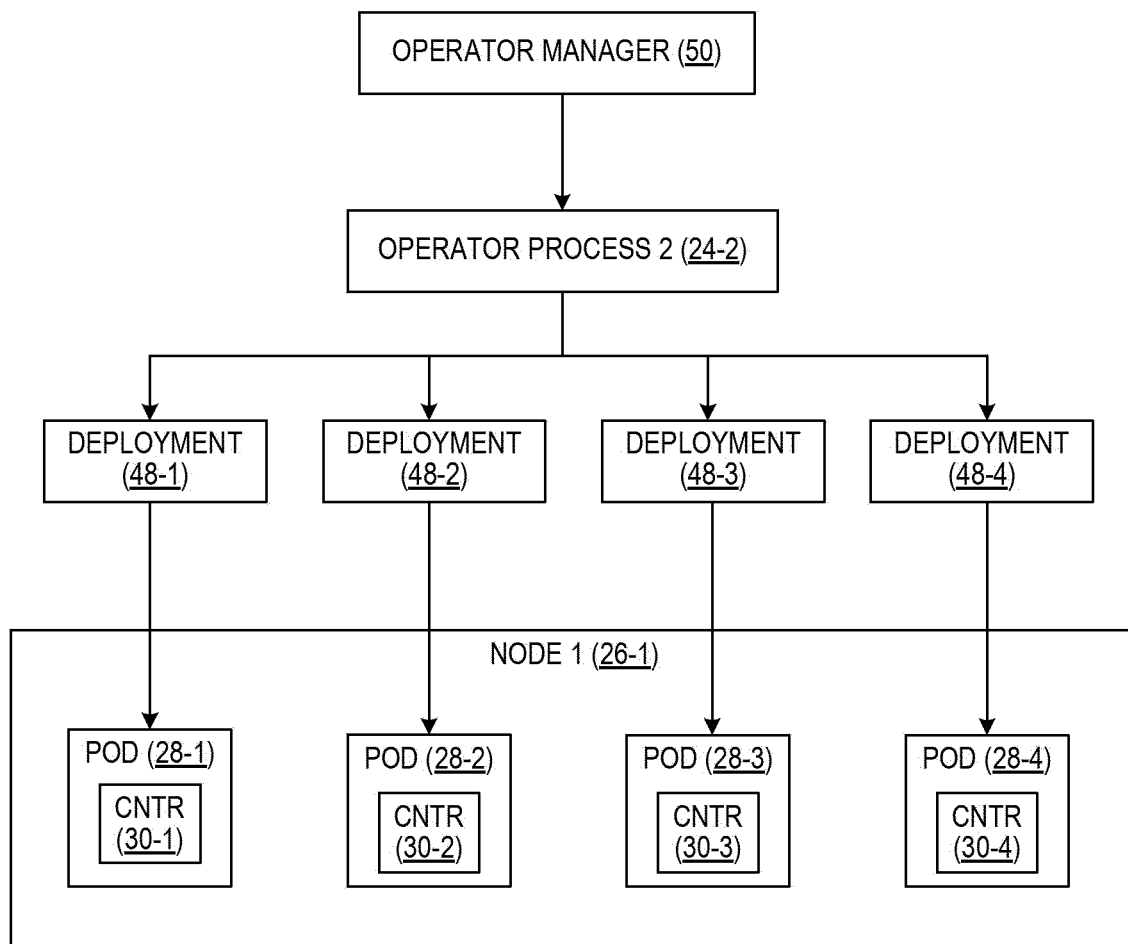 OPERATOR MANAGER (50)
OPERATOR PROCESS 2 (24-2)
DEPLOYMENT
(48-1)
DEPLOYMENT
(48-2)
DEPLOYMENT
(48-3)
DEPLOYMENT
(48-4)
NODE 1 (26-1)
POD (28-1)
CNTR
(30-1)
POD (28-2)
CNTR
(30-2)
POD (28-3)
CNTR
(30-3)
POD (28-4)
CNTR
(30-4)